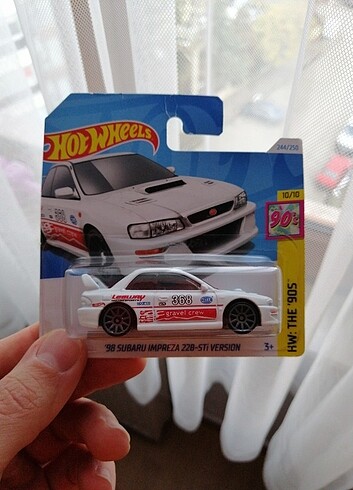 Hot Wheels
244/250
10/10
90's
HW: THE '90s
368
gravel crew
'98 SUBARU IMPREZA 22B-STi VERSION
3+